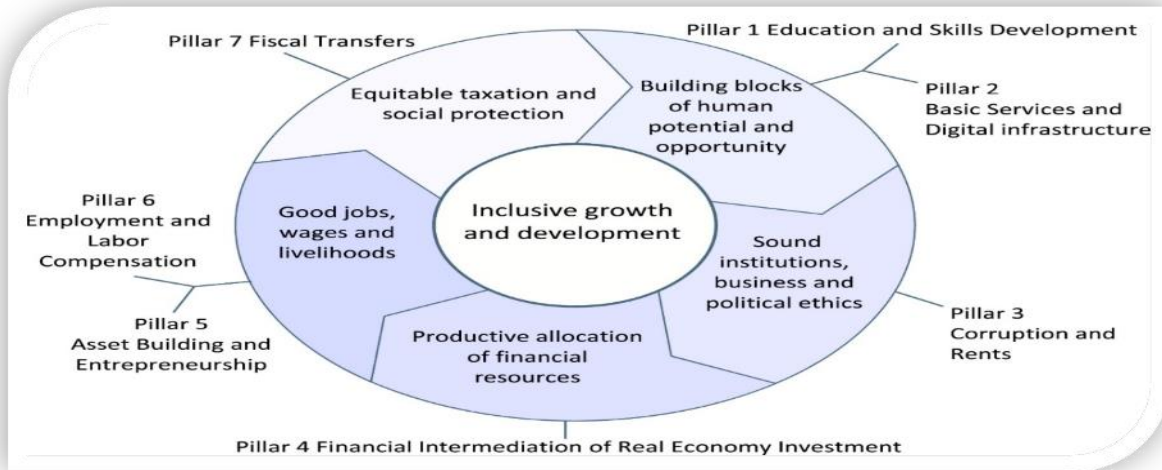 Pillar 7 Fiscal Transfers
Pillar 1 Education and Skills Development
Pillar 2
Basic Services and
Digital infrastructure
Equitable taxation and
social protection
Building blocks
of human
potential and
opportunity
Pillar 6
Employment and
Labor
Compensation
Good jobs,
wages and
livelihoods
Inclusive growth
and development
Sound
institutions,
business and
political ethics
Pillar 5
Asset Building and
Entrepreneurship
Productive allocation
of financial
resources
Pillar 3
Corruption and
Rents
Pillar 4 Financial Intermediation of Real Economy Investment